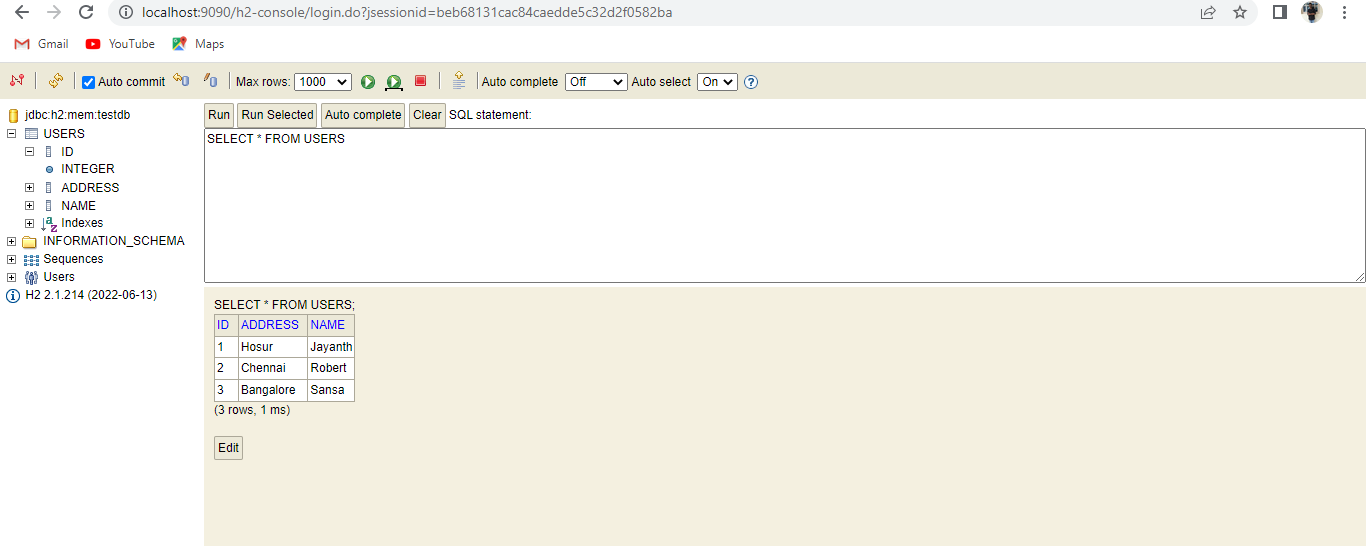 localhost:9090/h2-console/login.do?jsessionid=beb68131cac84caedde5c32d2f0582ba
Gmail YouTube Maps
Auto commit Max rows: 1000 Auto complete Off Auto select On
jdbc:h2:mem:testdb
USERS
ID
INTEGER
ADDRESS
NAME
Indexes
INFORMATION_SCHEMA
Sequences
Users
H2 2.1.214 (2022-06-13)
Run Run Selected Auto complete Clear SQL statement:
SELECT * FROM USERS
SELECT * FROM USERS;
ID ADDRESS NAME
1 Hosur Jayanth
2 Chennai Robert
3 Bangalore Sansa
(3 rows, 1 ms)
Edit